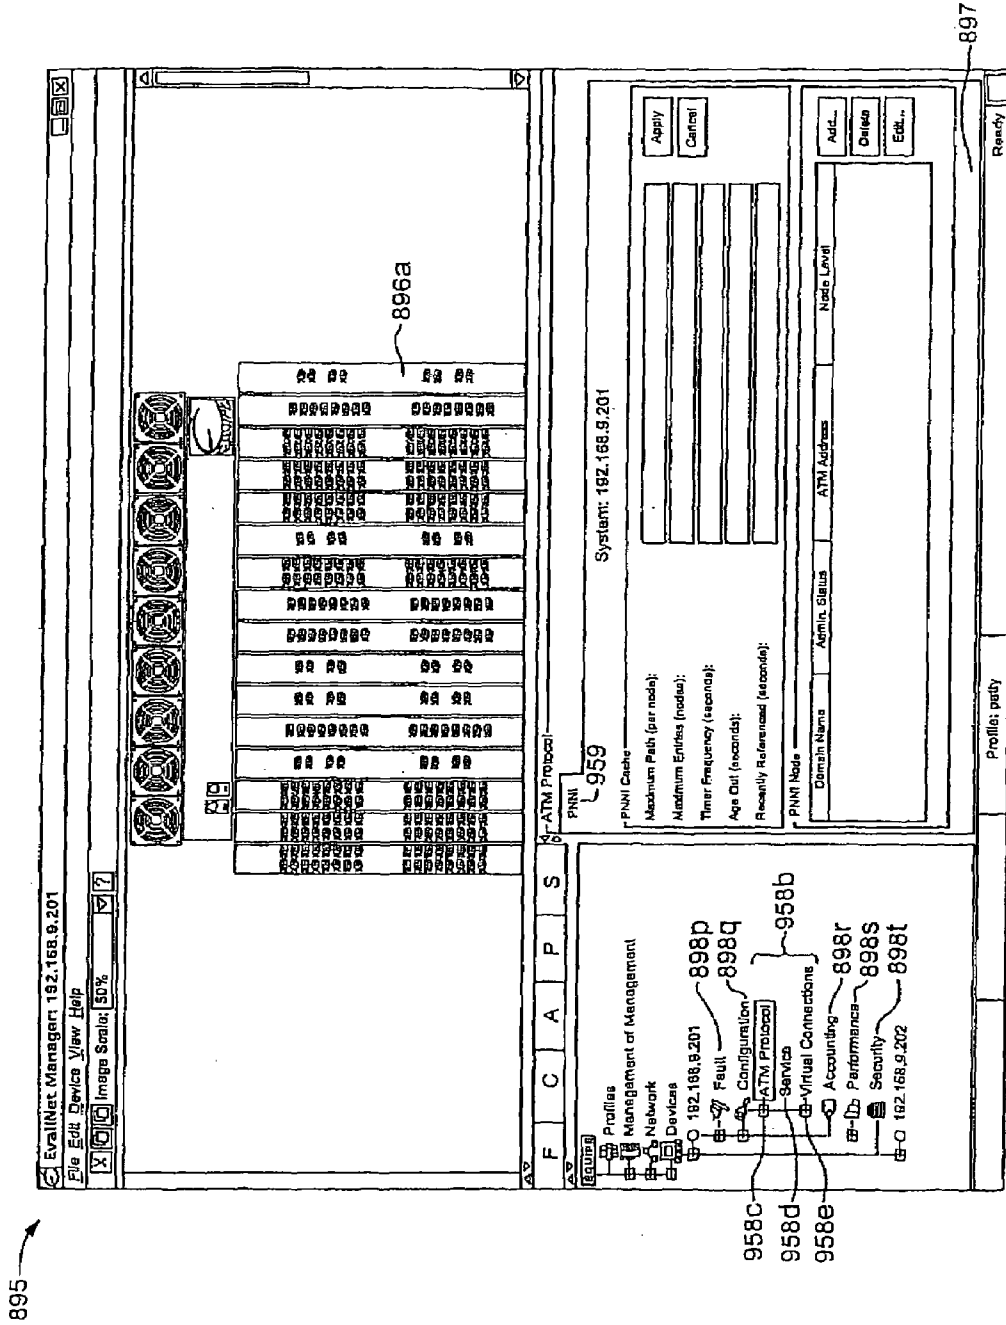 895
EvaliNet Manager: 192.168.9.201
File Edit Device View Help
Image Scale: 50%
896a
F C A P S
EQUIPE
Profiles
Management of Management
Network
Devices
192.168.9.201
898p
Fault
898q
Configuration
958b
958c
ATM Protocol
958d
Service
958e
Virtual Connections
898r
Accounting
898s
Performance
898t
Security
192.168.9.202
ATM Protocol
PNNI
959
System: 192.168.9.201
PNNI Cache
Maximum Path (per node):
Maximum Entries (nodes):
Timer Frequency (seconds):
Age Out (seconds):
Recently Referenced (seconds):
Apply
Cancel
PNNI Node
Domain Name Admin. Status ATM Address Node Level
Add...
Delete
Edit...
897
Profile: patty
Ready